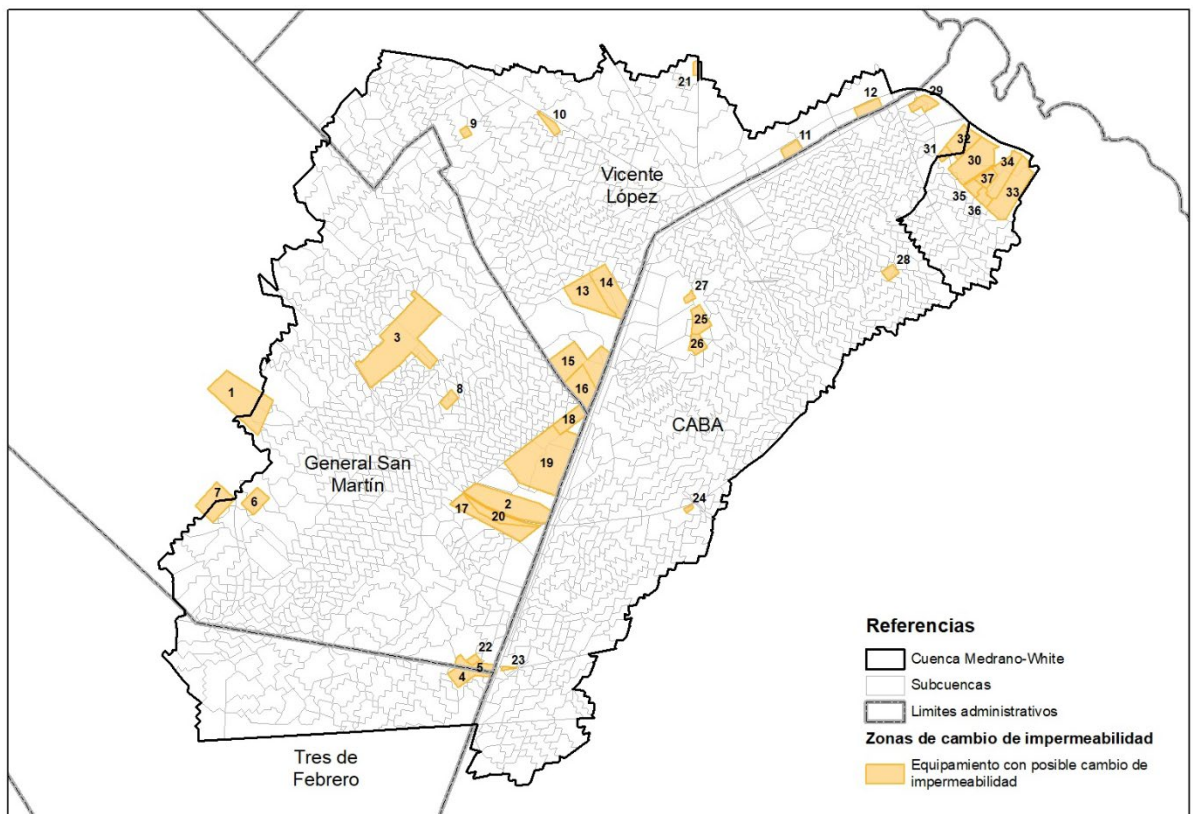 21
12
29
9
10
11
31
32
30
34
37
33
35
36
Vicente
López
28
13
14
27
25
26
3
15
16
8
1
18
CABA
19
General San
Martín
7
6
2
17
20
24
22
23
5
4
Tres de
Febrero
Referencias
Cuenca Medrano-White
Subcuencas
Limites administrativos
Zonas de cambio de impermeabilidad
Equipamiento con posible cambio de
impermeabilidad